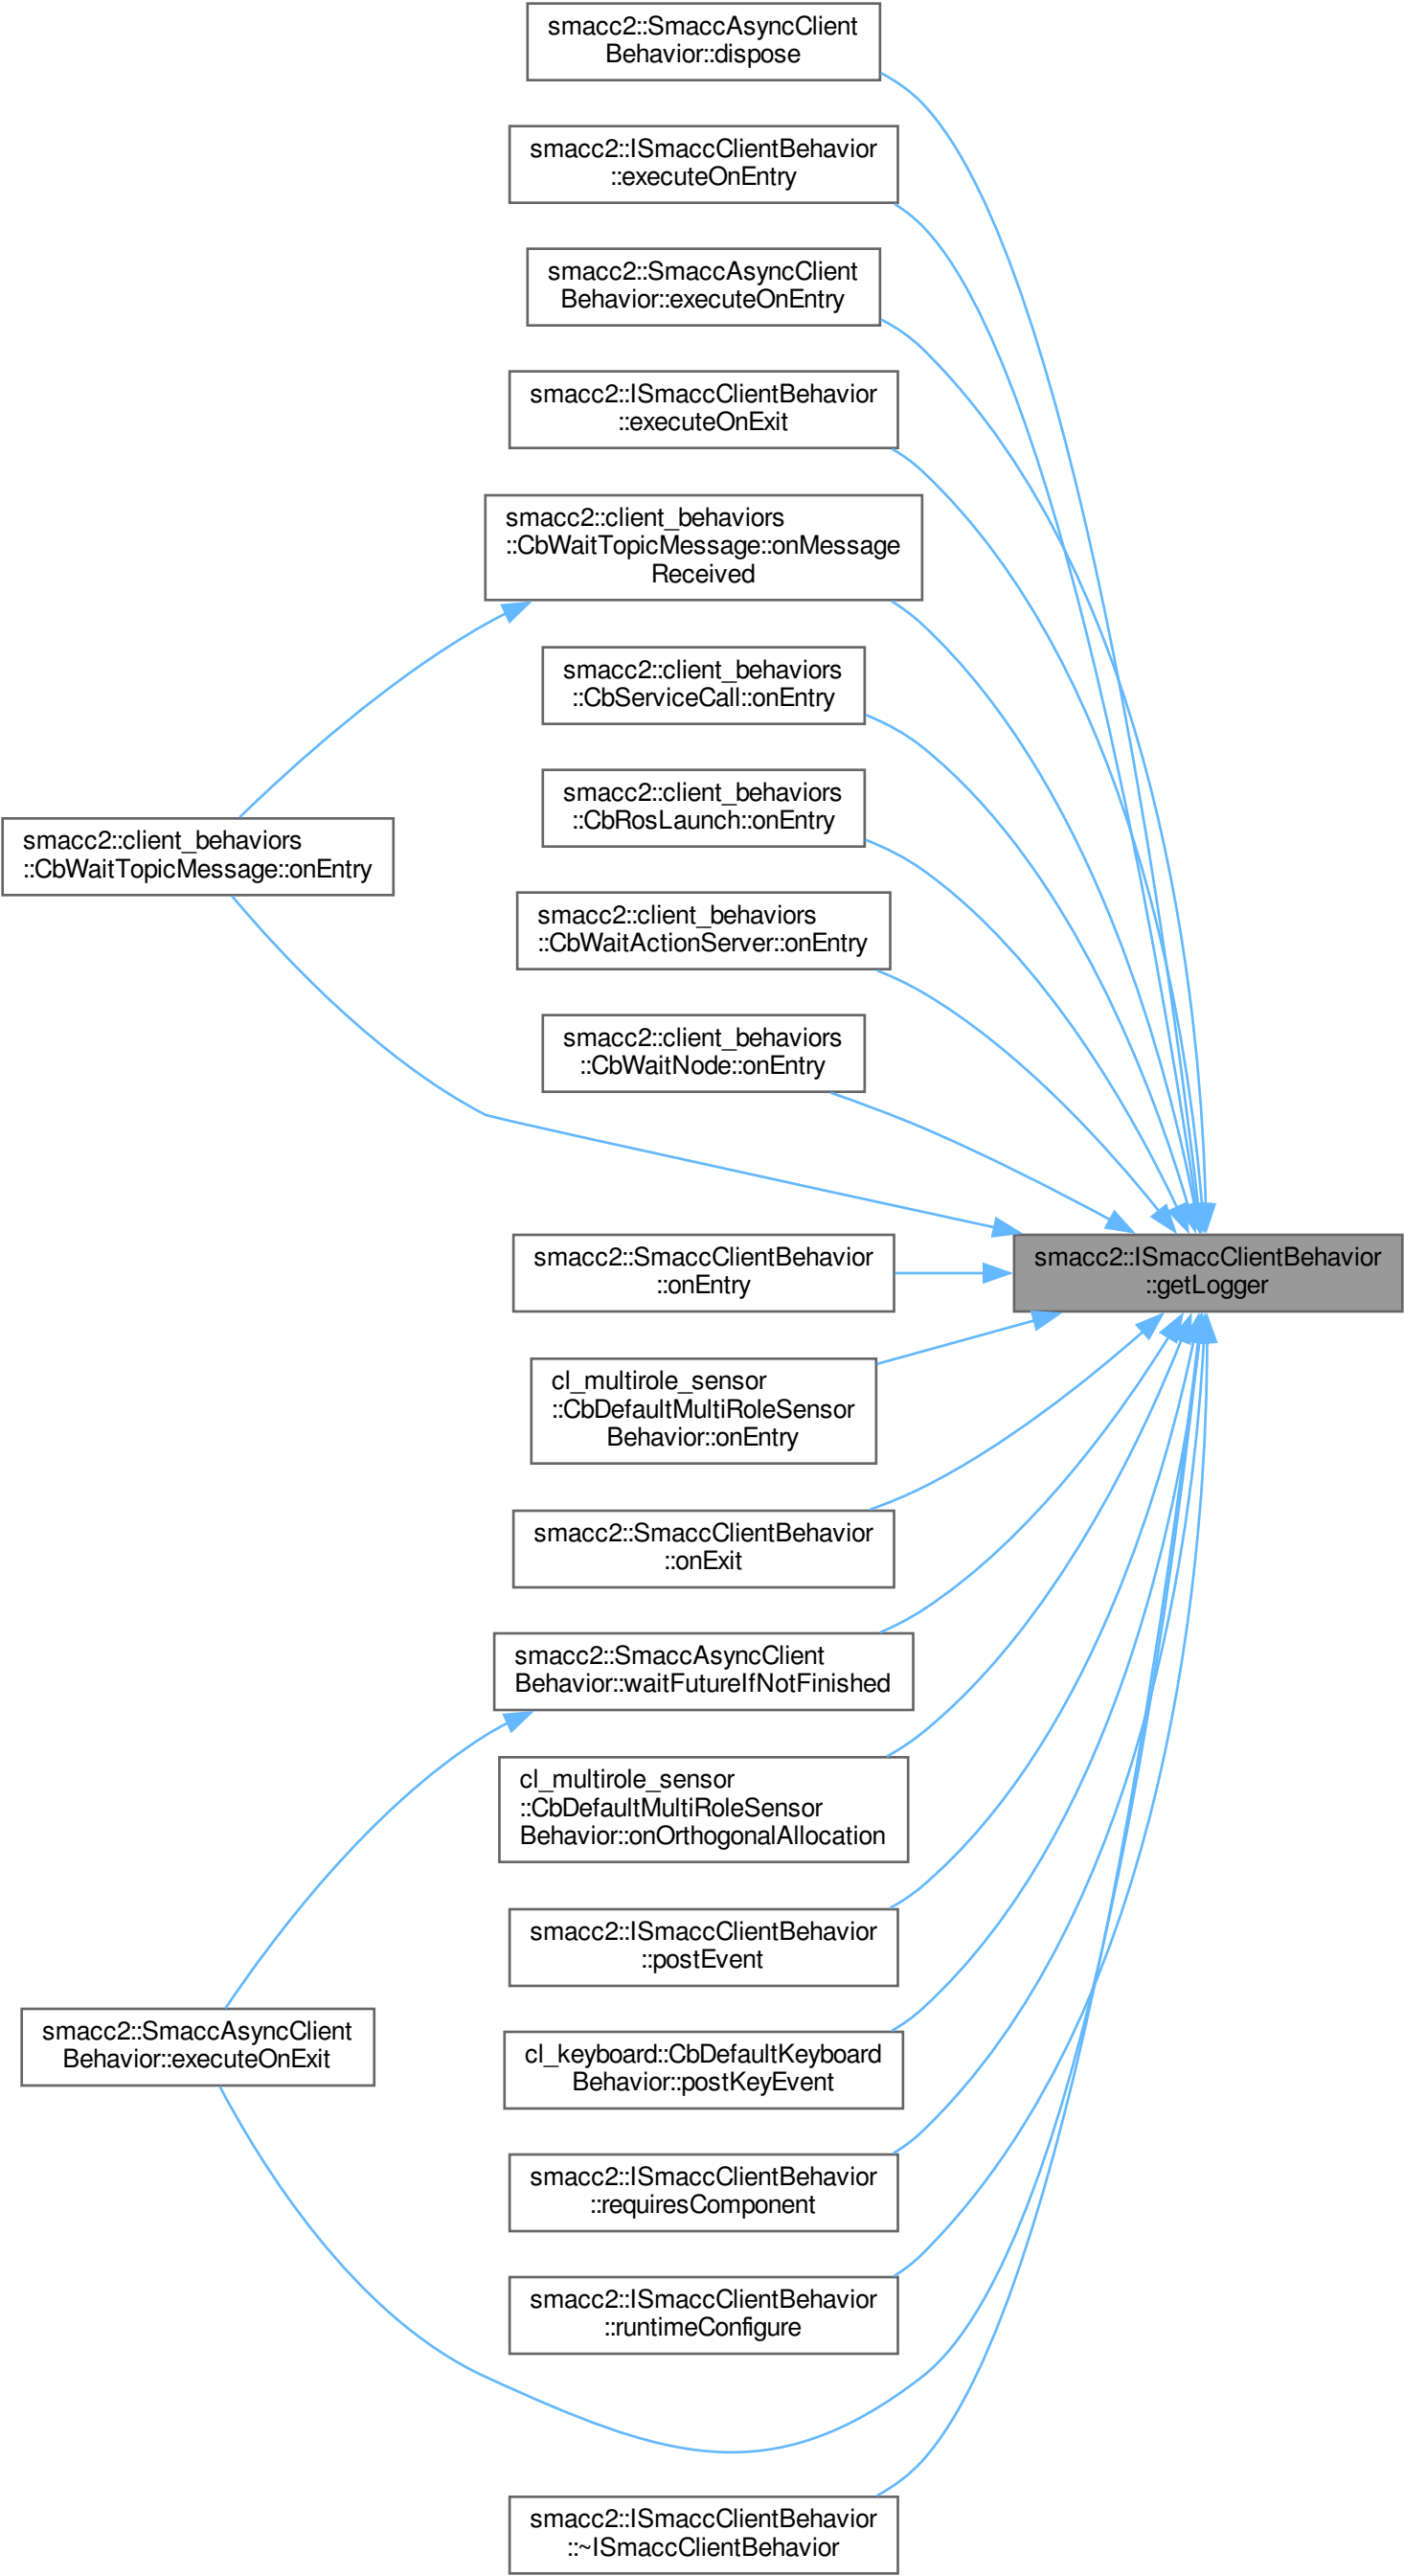 smacc2::SmaccAsyncClient
Behavior::dispose
smacc2::ISmaccClientBehavior
::executeOnEntry
smacc2::SmaccAsyncClient
Behavior::executeOnEntry
smacc2::ISmaccClientBehavior
::executeOnExit
smacc2::client_behaviors
::CbWaitTopicMessage::onMessage
Received
smacc2::client_behaviors
::CbServiceCall::onEntry
smacc2::client_behaviors
::CbRosLaunch::onEntry
smacc2::client_behaviors
::CbWaitTopicMessage::onEntry
smacc2::client_behaviors
::CbWaitActionServer::onEntry
smacc2::client_behaviors
::CbWaitNode::onEntry
smacc2::SmaccClientBehavior
::onEntry
smacc2::ISmaccClientBehavior
::getLogger
cl_multirole_sensor
::CbDefaultMultiRoleSensor
Behavior::onEntry
smacc2::SmaccClientBehavior
::onExit
smacc2::SmaccAsyncClient
Behavior::waitFutureIfNotFinished
cl_multirole_sensor
::CbDefaultMultiRoleSensor
Behavior::onOrthogonalAllocation
smacc2::ISmaccClientBehavior
::postEvent
smacc2::SmaccAsyncClient
Behavior::executeOnExit
cl_keyboard::CbDefaultKeyboard
Behavior::postKeyEvent
smacc2::ISmaccClientBehavior
::requiresComponent
smacc2::ISmaccClientBehavior
::runtimeConfigure
smacc2::ISmaccClientBehavior
::~ISmaccClientBehavior